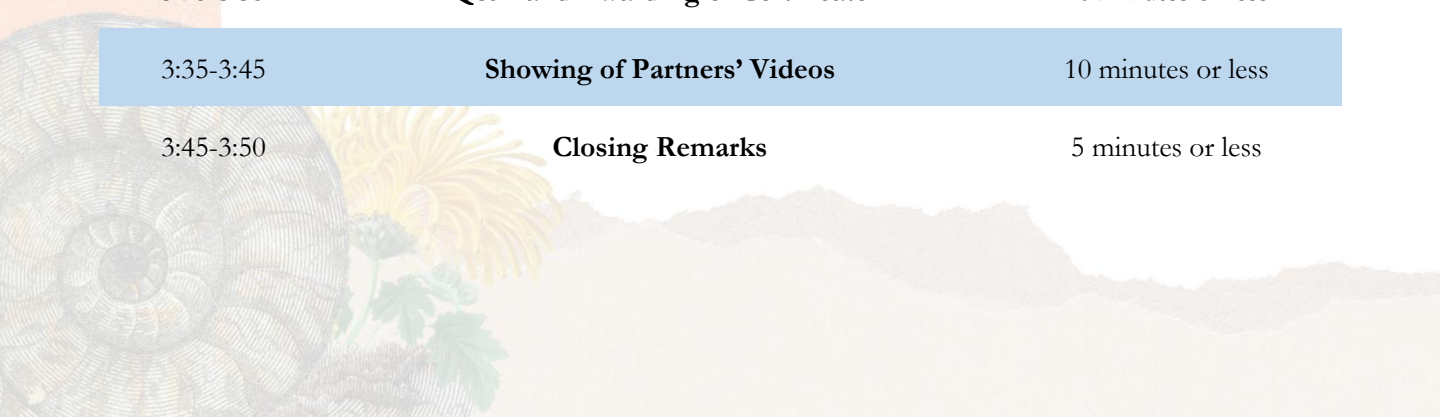 3:35-3:45 Showing of Partners’ Videos 10 minutes or less
3:45-3:50 Closing Remarks 5 minutes or less